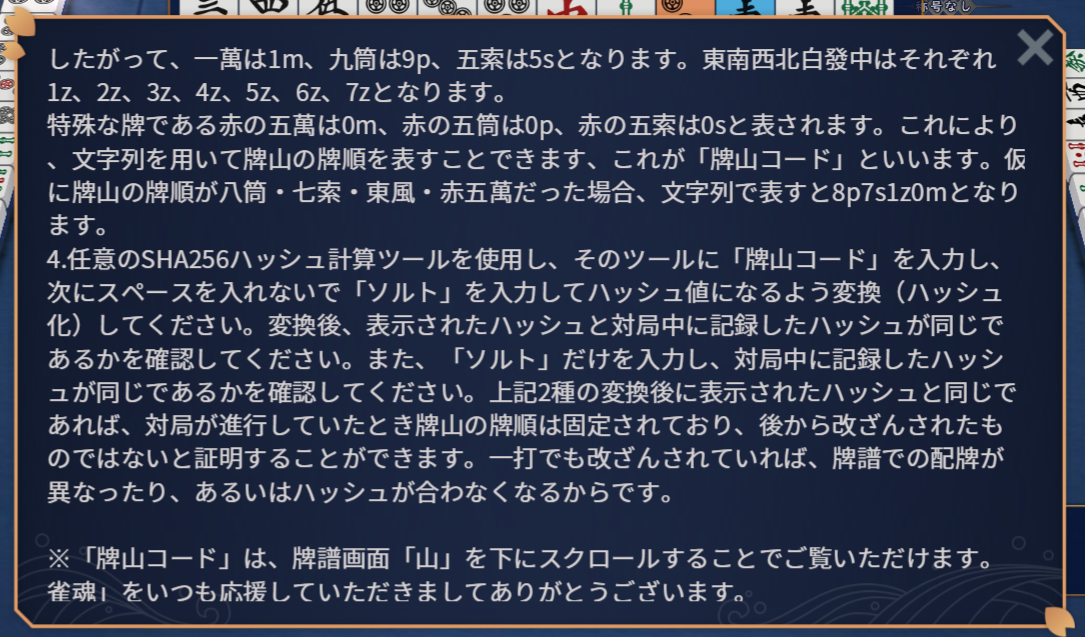 称号なし
したがって、一萬は1m、九筒は9p、五索は5sとなります。東南西北白發中はそれぞれ
1z、2z、3z、4z、5z、6z、7zとなります。
特殊な牌である赤の五萬は0m、赤の五筒は0p、赤の五索は0sと表されます。これにより
、文字列を用いて牌山の牌順を表すことできます、これが「牌山コード」といいます。仮
に牌山の牌順が八筒・七索・東風・赤五萬だった場合、文字列で表すと8p7s1z0mとなり
ます。
4.任意のSHA256ハッシュ計算ツールを使用し、そのツールに「牌山コード」を入力し、
次にスペースを入れないで「ソルト」を入力してハッシュ値になるよう変換（ハッシュ
化）してください。変換後、表示されたハッシュと対局中に記録したハッシュが同じで
あるかを確認してください。また、「ソルト」だけを入力し、対局中に記録したハッシ
ュが同じであるかを確認してください。上記2種の変換後に表示されたハッシュと同じで
あれば、対局が進行していたとき牌山の牌順は固定されており、後から改ざんされたも
のではないと証明することができます。一打でも改ざんされていれば、牌譜での配牌が
異なったり、あるいはハッシュが合わなくなるからです。
※「牌山コード」は、牌譜画面「山」を下にスクロールすることでご覧いただけます。
雀魂」をいつも応援していただきましてありがとうございます。